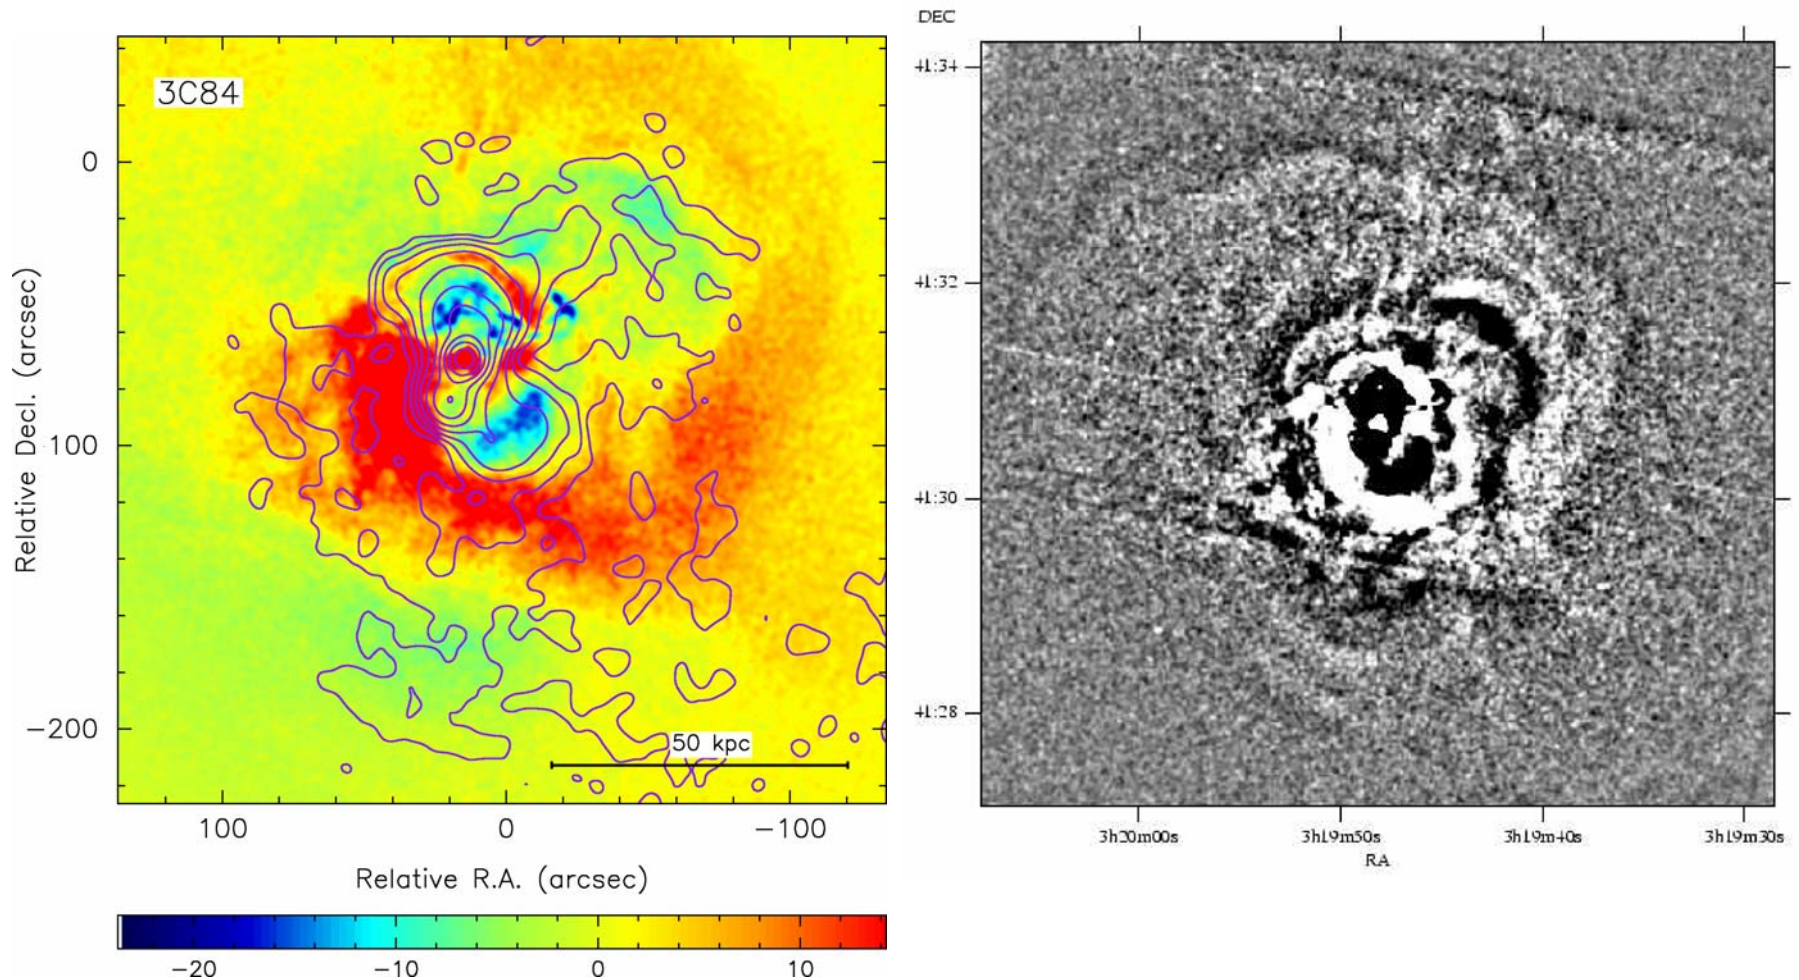 3C84
0
-100
-200
Relative Decl. (arcsec)
50 kpc
100
0
-100
Relative R.A. (arcsec)
-20
-10
0
10
DEC
41:34
41:32
41:30
41:28
3h20m00s
3h19m50s
3h19m40s
3h19m30s
RA